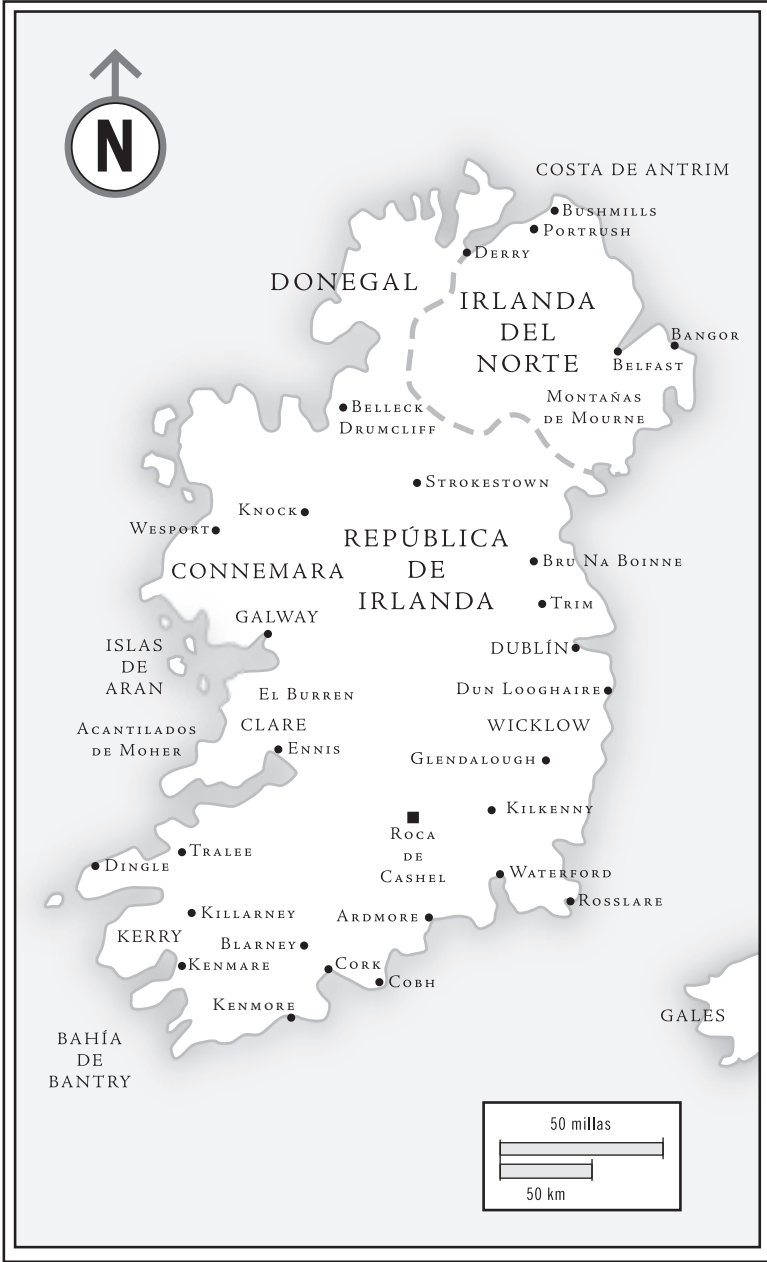 N
COSTA DE ANTRIM
BUSHMILLS
PORTRUSH
DERRY
DONEGAL
IRLANDA
DEL
NORTE
BANGOR
BELFAST
MONTAÑAS
DE MOURNE
BELLECK
DRUMCLIFF
STROKESTOWN
KNOCK
WESPORT
REPÚBLICA
DE
IRLANDA
CONNEMARA
BRU NA BOINNE
TRIM
GALWAY
ISLAS
DE
ARAN
DUBLÍN
EL BURREN
DUN LOOGHAIRE
ACANTILADOS
DE MOHER
CLARE
ENNIS
WICKLOW
GLENDALOUGH
KILKENNY
ROCA
DE
CASHEL
TRALEE
DINGLE
WATERFORD
ROSSLARE
KILLARNEY
ARDMORE
KERRY
BLARNEY
KENMARE
CORK
COBH
KENMORE
GALES
BAHÍA
DE
BANTRY
50 millas
50 km